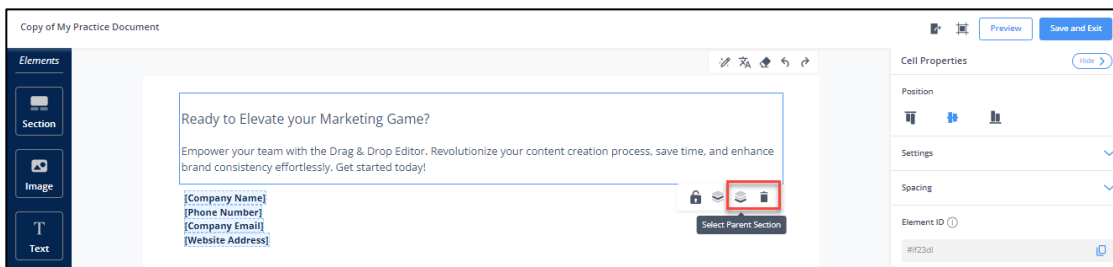 Copy of My Practice Document
Preview
Save and Exit
Elements
Section
Image
Text
Ready to Elevate your Marketing Game?
Empower your team with the Drag & Drop Editor. Revolutionize your content creation process, save time, and enhance
brand consistency effortlessly. Get started today!
[Company Name]
[Phone Number]
[Company Email]
[Website Address]
Select Parent Section
Cell Properties
Hide
Position
Settings
Spacing
Element ID